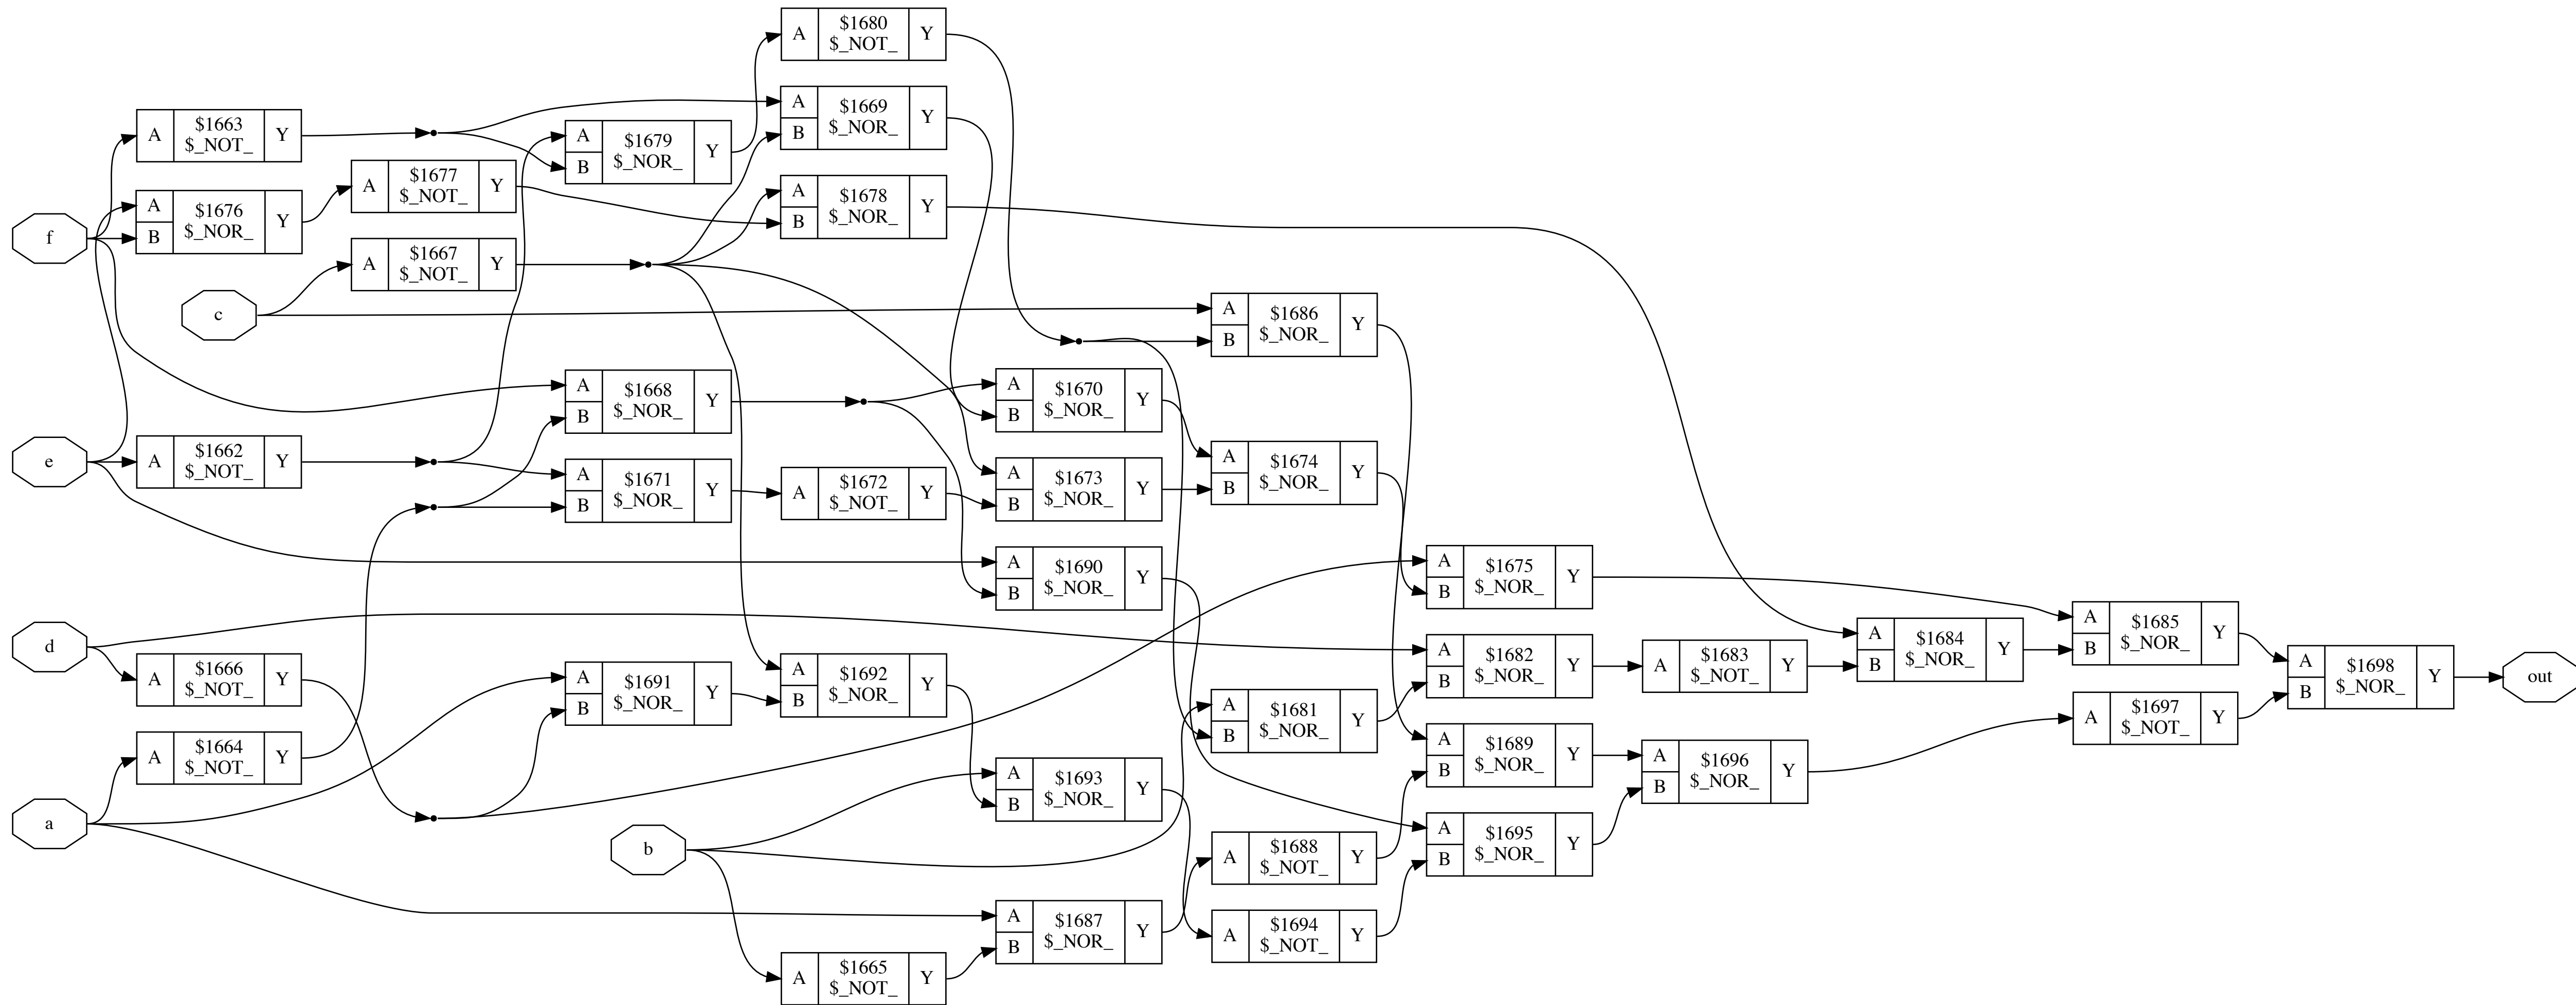 A $1680 Y
$_NOT_
A $1669 Y
B $_NOR_
A $1663 Y
$_NOT_
A $1679 Y
B $_NOR_
A $1677 Y
$_NOT_
A $1678 Y
B $_NOR_
A $1676 Y
B $_NOR_
f
A $1667 Y
$_NOT_
c
A $1686 Y
B $_NOR_
A $1668 Y
B $_NOR_
A $1670 Y
B $_NOR_
e
A $1662 Y
$_NOT_
A $1671 Y
B $_NOR_
A $1672 Y
$_NOT_
A $1673 Y
B $_NOR_
A $1674 Y
B $_NOR_
A $1690 Y
B $_NOR_
A $1675 Y
B $_NOR_
d
A $1666 Y
$_NOT_
A $1691 Y
B $_NOR_
A $1692 Y
B $_NOR_
A $1681 Y
B $_NOR_
A $1682 Y
B $_NOR_
A $1683 Y
$_NOT_
A $1684 Y
B $_NOR_
A $1685 Y
B $_NOR_
A $1698 Y
B $_NOR_
out
A $1697 Y
$_NOT_
A $1664 Y
$_NOT_
A $1689 Y
B $_NOR_
A $1696 Y
B $_NOR_
a
b
A $1693 Y
B $_NOR_
A $1688 Y
$_NOT_
A $1695 Y
B $_NOR_
A $1687 Y
B $_NOR_
A $1694 Y
$_NOT_
A $1665 Y
$_NOT_